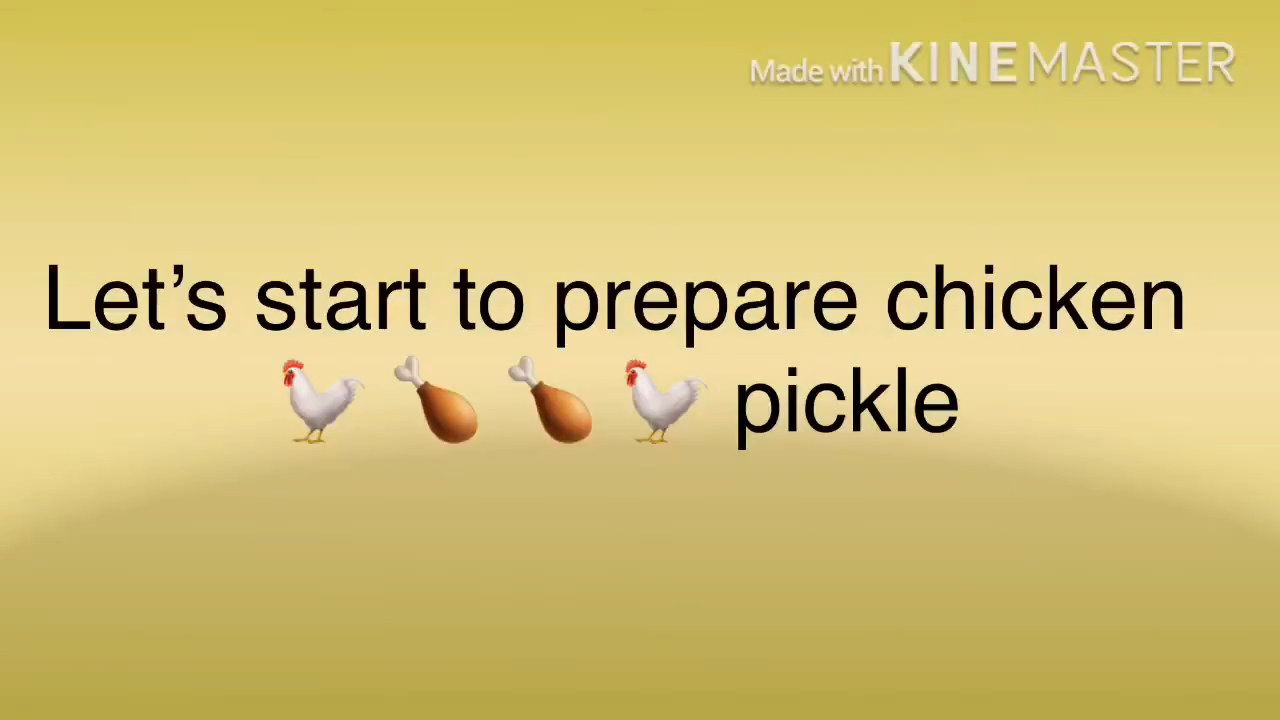 Made with KINEMASTER
Let’s start to prepare chicken
🐓 🍗 🍗 🐓 pickle